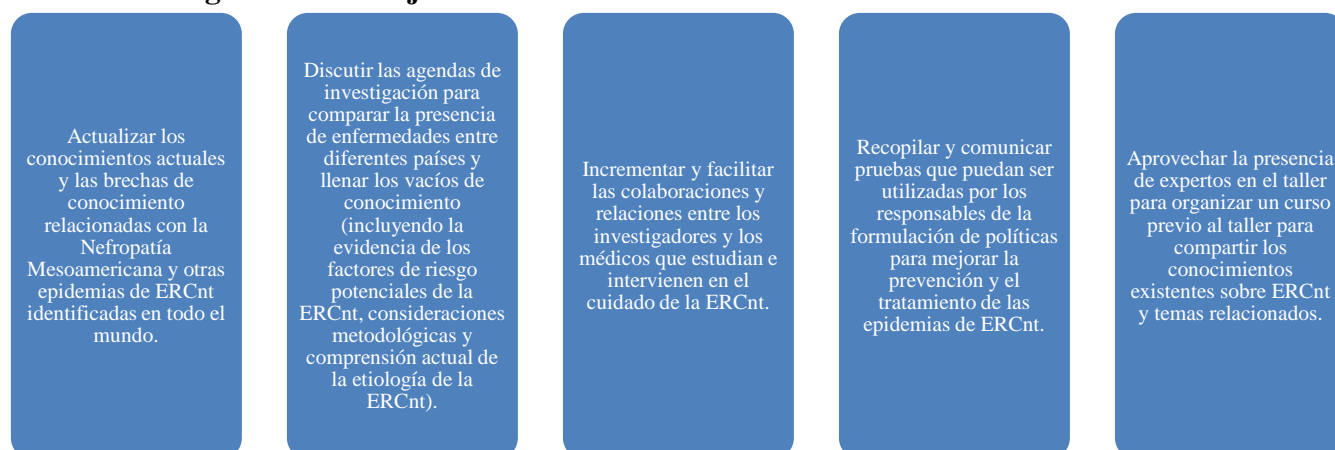 Actualizar los
conocimientos actuales
y las brechas de
conocimiento
relacionadas con la
Nefropatía
Mesoamericana y otras
epidemias de ERCnt
identificadas en todo el
mundo.
Discutir las agendas de
investigación para
comparar la presencia
de enfermedades entre
diferentes países y
llenar los vacíos de
conocimiento
(incluyendo la
evidencia de los
factores de riesgo
potenciales de la
ERCnt, consideraciones
metodológicas y
comprensión actual de
la etiología de la
ERCnt).
Incrementar y facilitar
las colaboraciones y
relaciones entre los
investigadores y los
médicos que estudian e
intervienen en el
cuidado de la ERCnt.
Recopilar y comunicar
pruebas que puedan ser
utilizadas por los
responsables de la
formulación de políticas
para mejorar la
prevención y el
tratamiento de las
epidemias de ERCnt.
Aprovechar la presencia
de expertos en el taller
para organizar un curso
previo al taller para
compartir los
conocimientos
existentes sobre ERCnt
y temas relacionados.